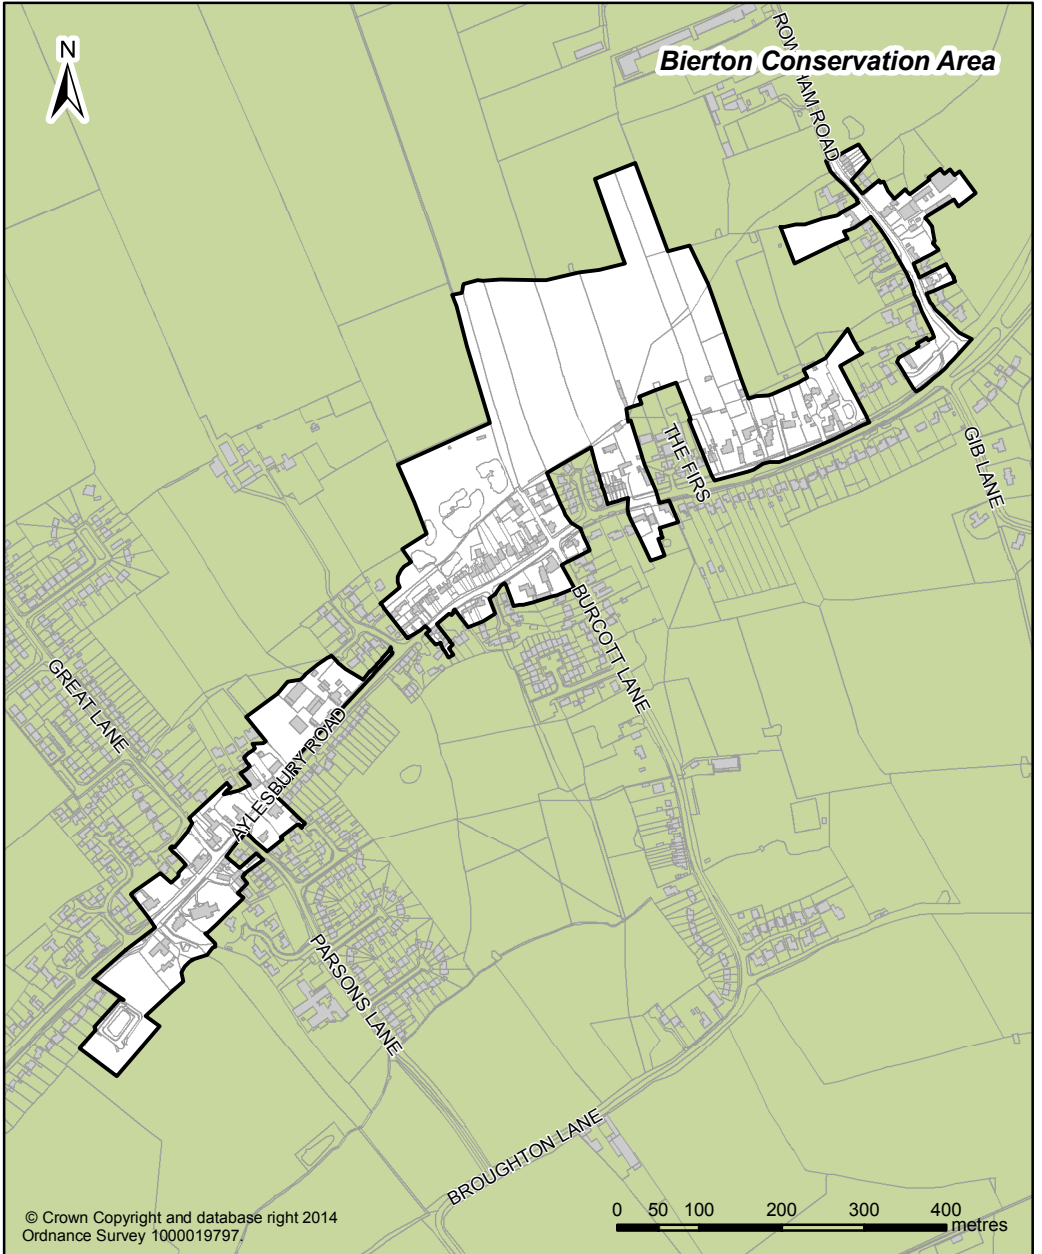 N
Bierton Conservation Area
ROWSHAM ROAD
THE FIRS
GIB LANE
BURCOTT LANE
GREAT LANE
AYLESBURY ROAD
PARSONS LANE
BROUGHTON LANE
© Crown Copyright and database right 2014
Ordnance Survey 1000019797.
0 50 100 200 300 400
metres